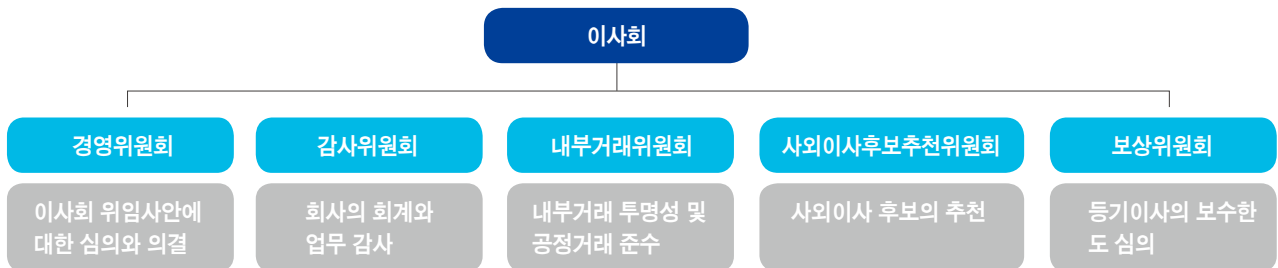 이사회
경영위원회
감사위원회
내부거래위원회
사외이사후보추천위원회
보상위원회
이사회 위임사안에
대한 심의와 의결
회사의 회계와
업무 감사
내부거래 투명성 및
공정거래 준수
사외이사 후보의 추천
등기이사의 보수한
도 심의